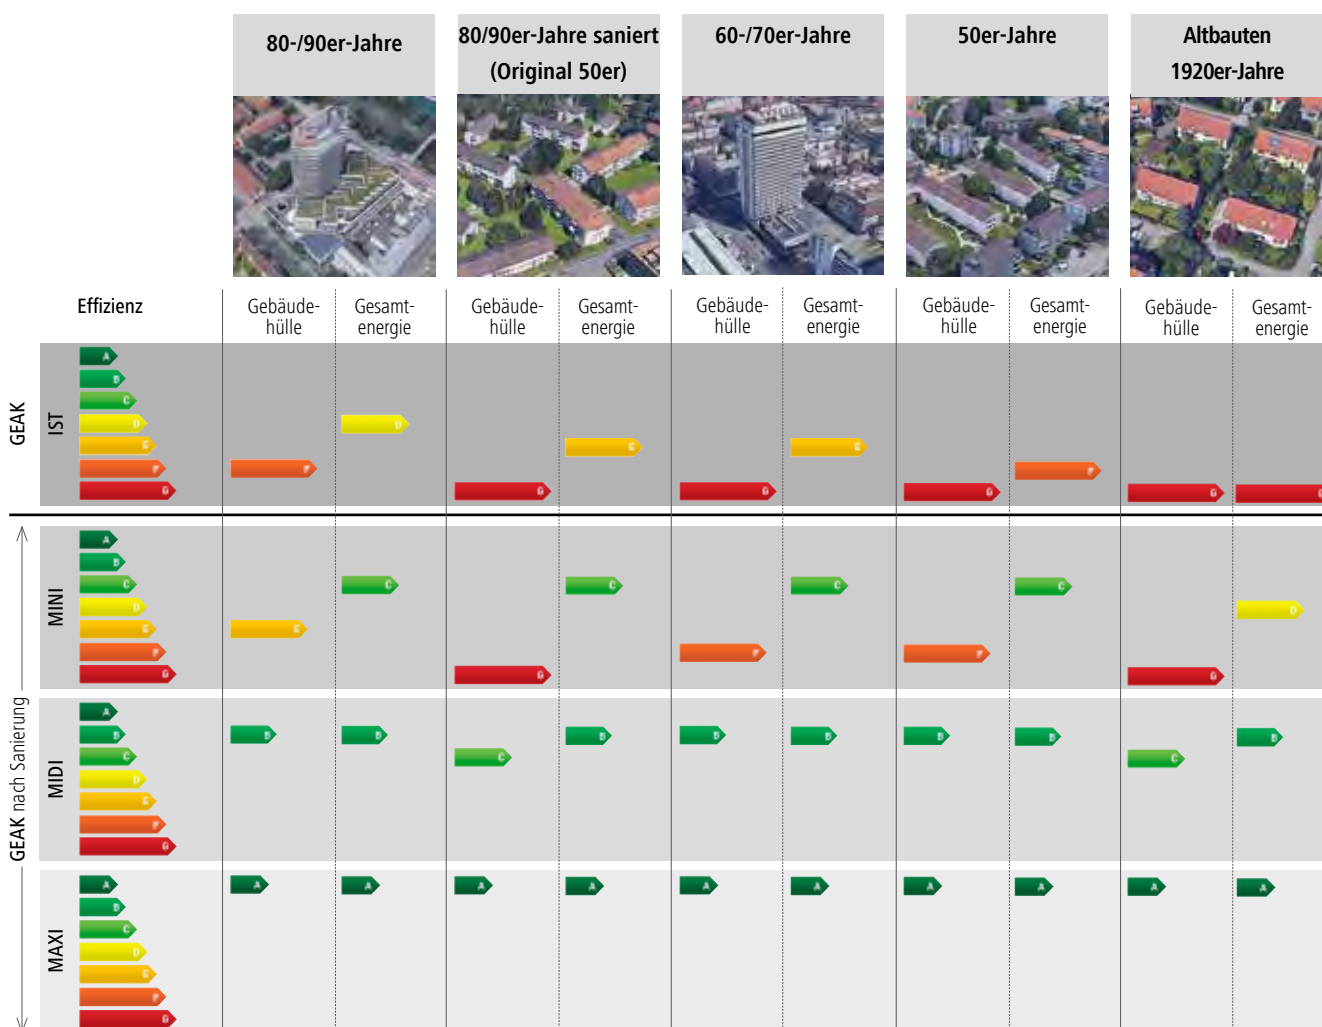 80-/90er-Jahre
80/90er-Jahre saniert
(Original 50er)
60-/70er-Jahre
50er-Jahre
Altbauten
1920er-Jahre
Effizienz
Gebäude-
hülle
Gesamt-
energie
Gebäude-
hülle
Gesamt-
energie
Gebäude-
hülle
Gesamt-
energie
Gebäude-
hülle
Gesamt-
energie
Gebäude-
hülle
Gesamt-
energie
GEAK
IST
A
B
C
D
E
F
G
F
D
G
E
G
E
G
F
G
G
GEAK nach Sanierung
MINI
A
B
C
D
E
F
G
E
C
G
C
F
C
F
C
G
D
MIDI
A
B
C
D
E
F
G
B
B
C
B
B
B
B
B
C
B
MAXI
A
B
C
D
E
F
G
A
A
A
A
A
A
A
A
A
A